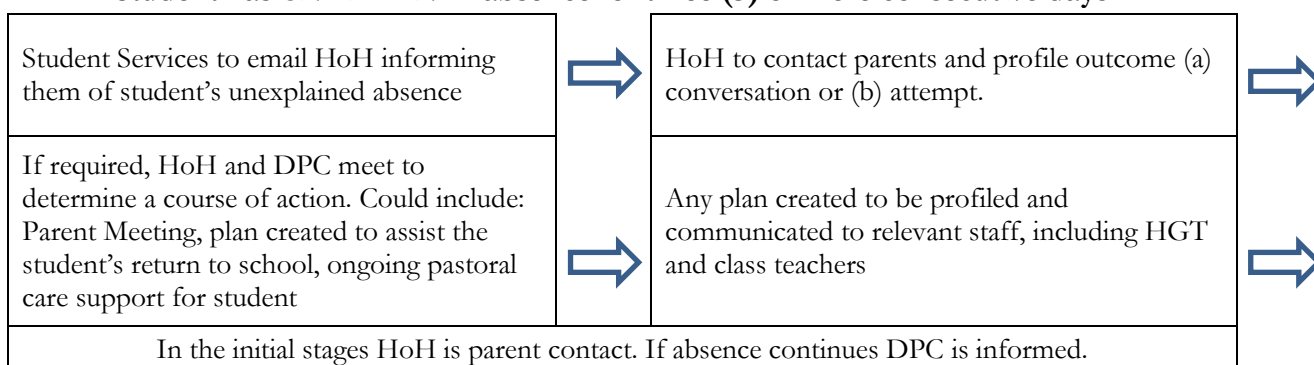 Student Services to email HoH informing
them of student's unexplained absence
HoH to contact parents and profile outcome (a)
conversation or (b) attempt.
If required, HoH and DPC meet to
determine a course of action. Could include:
Parent Meeting, plan created to assist the
student's return to school, ongoing pastoral
care support for student
Any plan created to be profiled and
communicated to relevant staff, including HGT
and class teachers
In the initial stages HoH is parent contact. If absence continues DPC is informed.